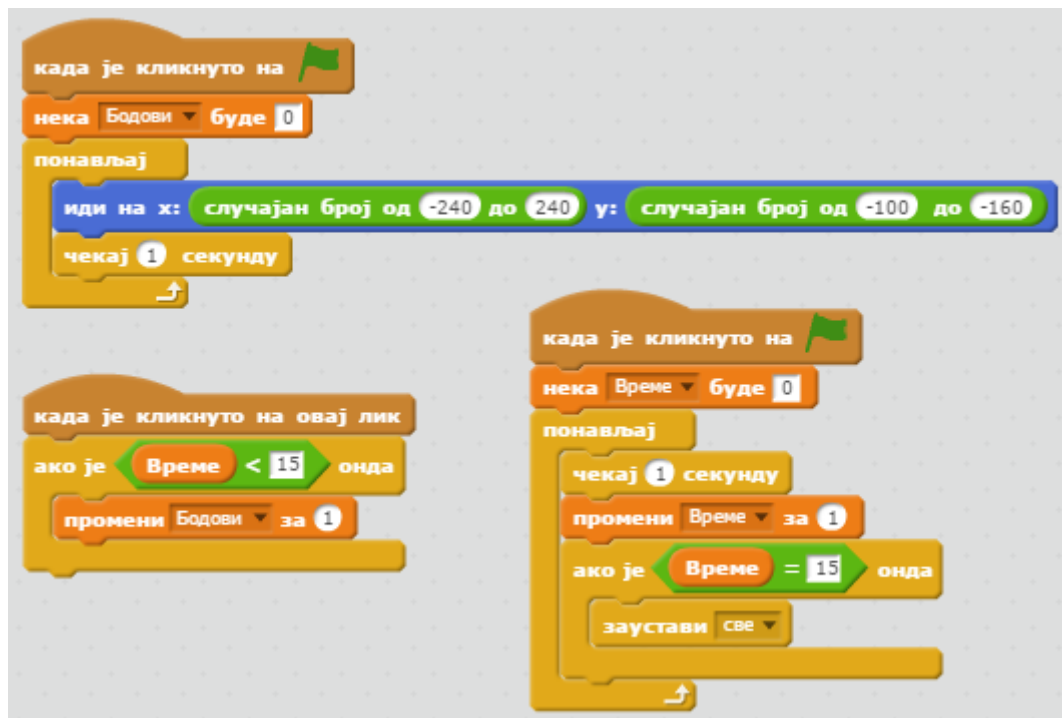 када је кликнуто на
нека Бодови буде 0
понављај
иди на x: случајан број од -240 до 240 y: случајан број од -100 до -160
чекај 1 секунду
када је кликнуто на овај лик
ако је Време < 15 онда
промени Бодови за 1
када је кликнуто на
нека Време буде 0
понављај
чекај 1 секунду
промени Време за 1
ако је Време = 15 онда
заустави све